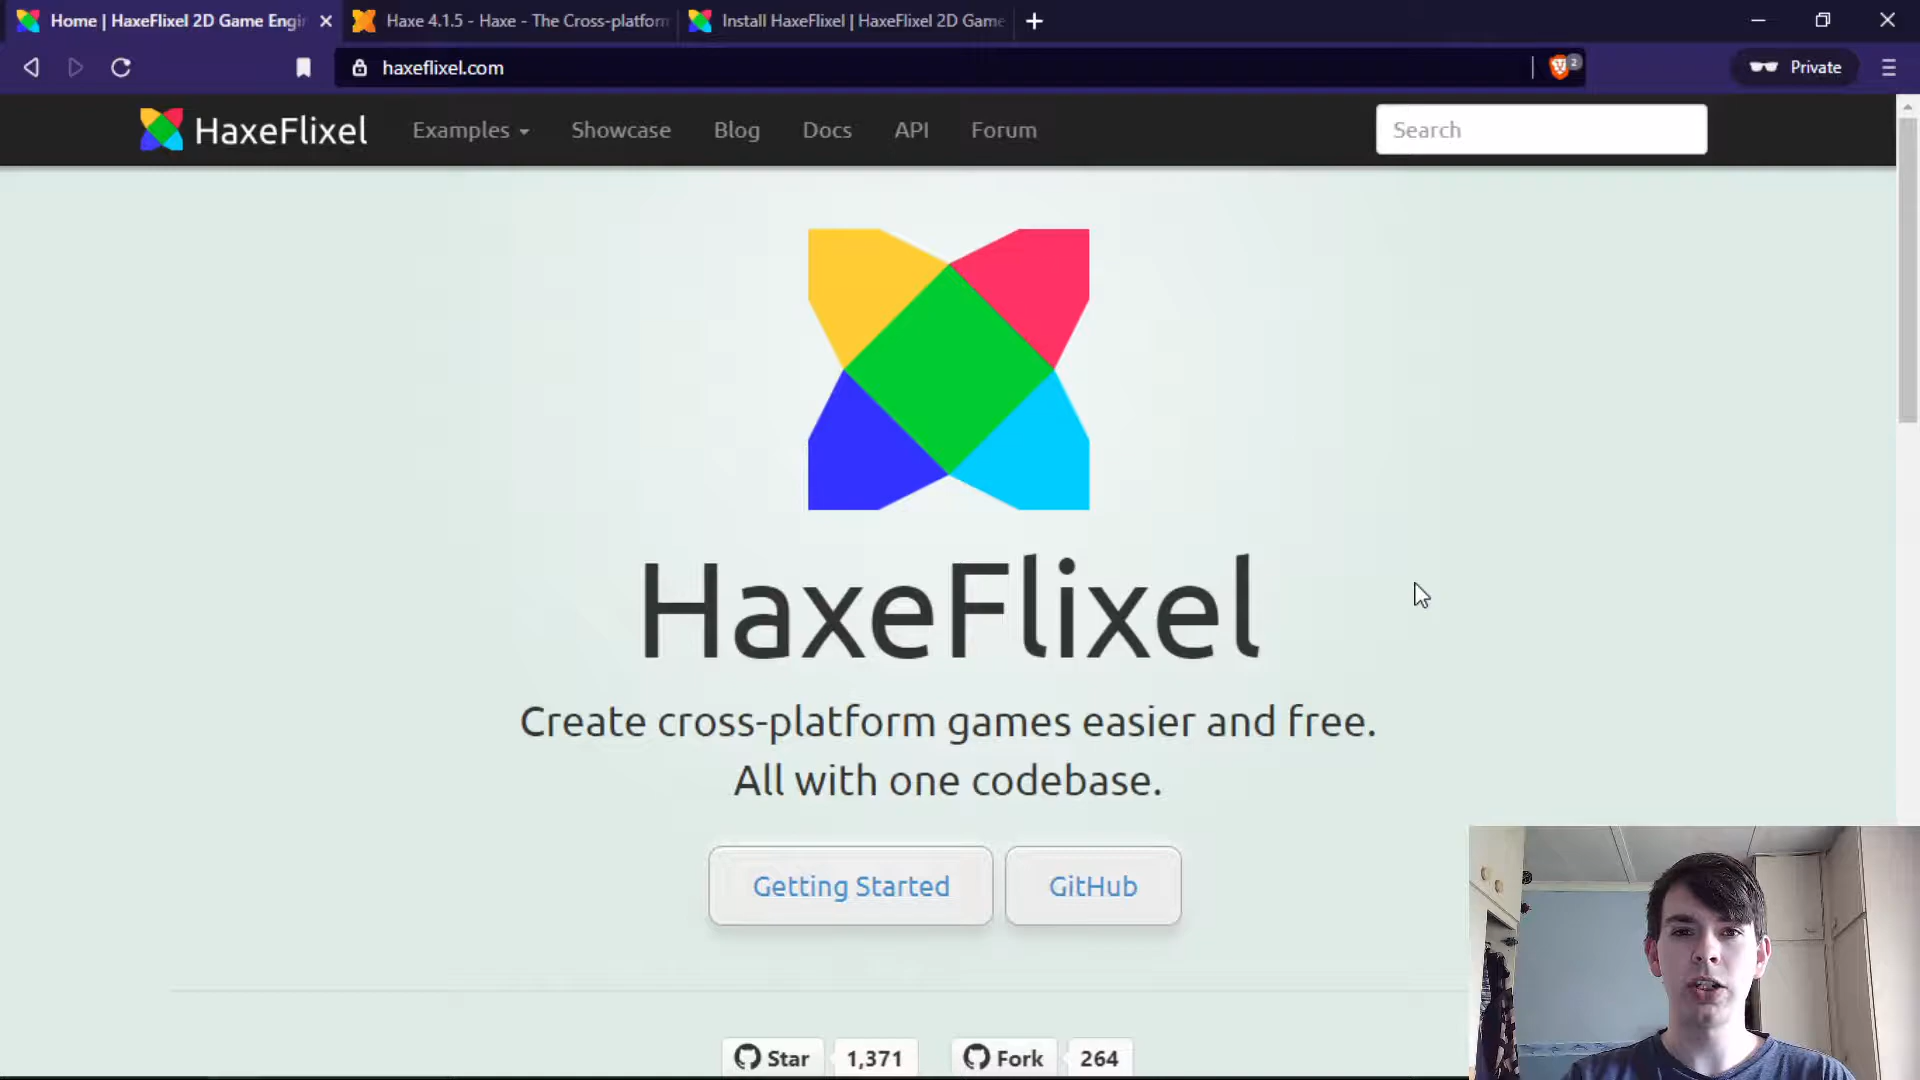 Home | HaxeFlixel 2D Game Engi
Haxe 4.1.5 - Haxe - The Cross-platform
Install HaxeFlixel | HaxeFlixel 2D Game
haxeflixel.com
2
Private
HaxeFlixel
Examples
Showcase
Blog
Docs
API
Forum
Search
HaxeFlixel
Create cross-platform games easier and free.
All with one codebase.
Getting Started
GitHub
Star
1,371
Fork
264